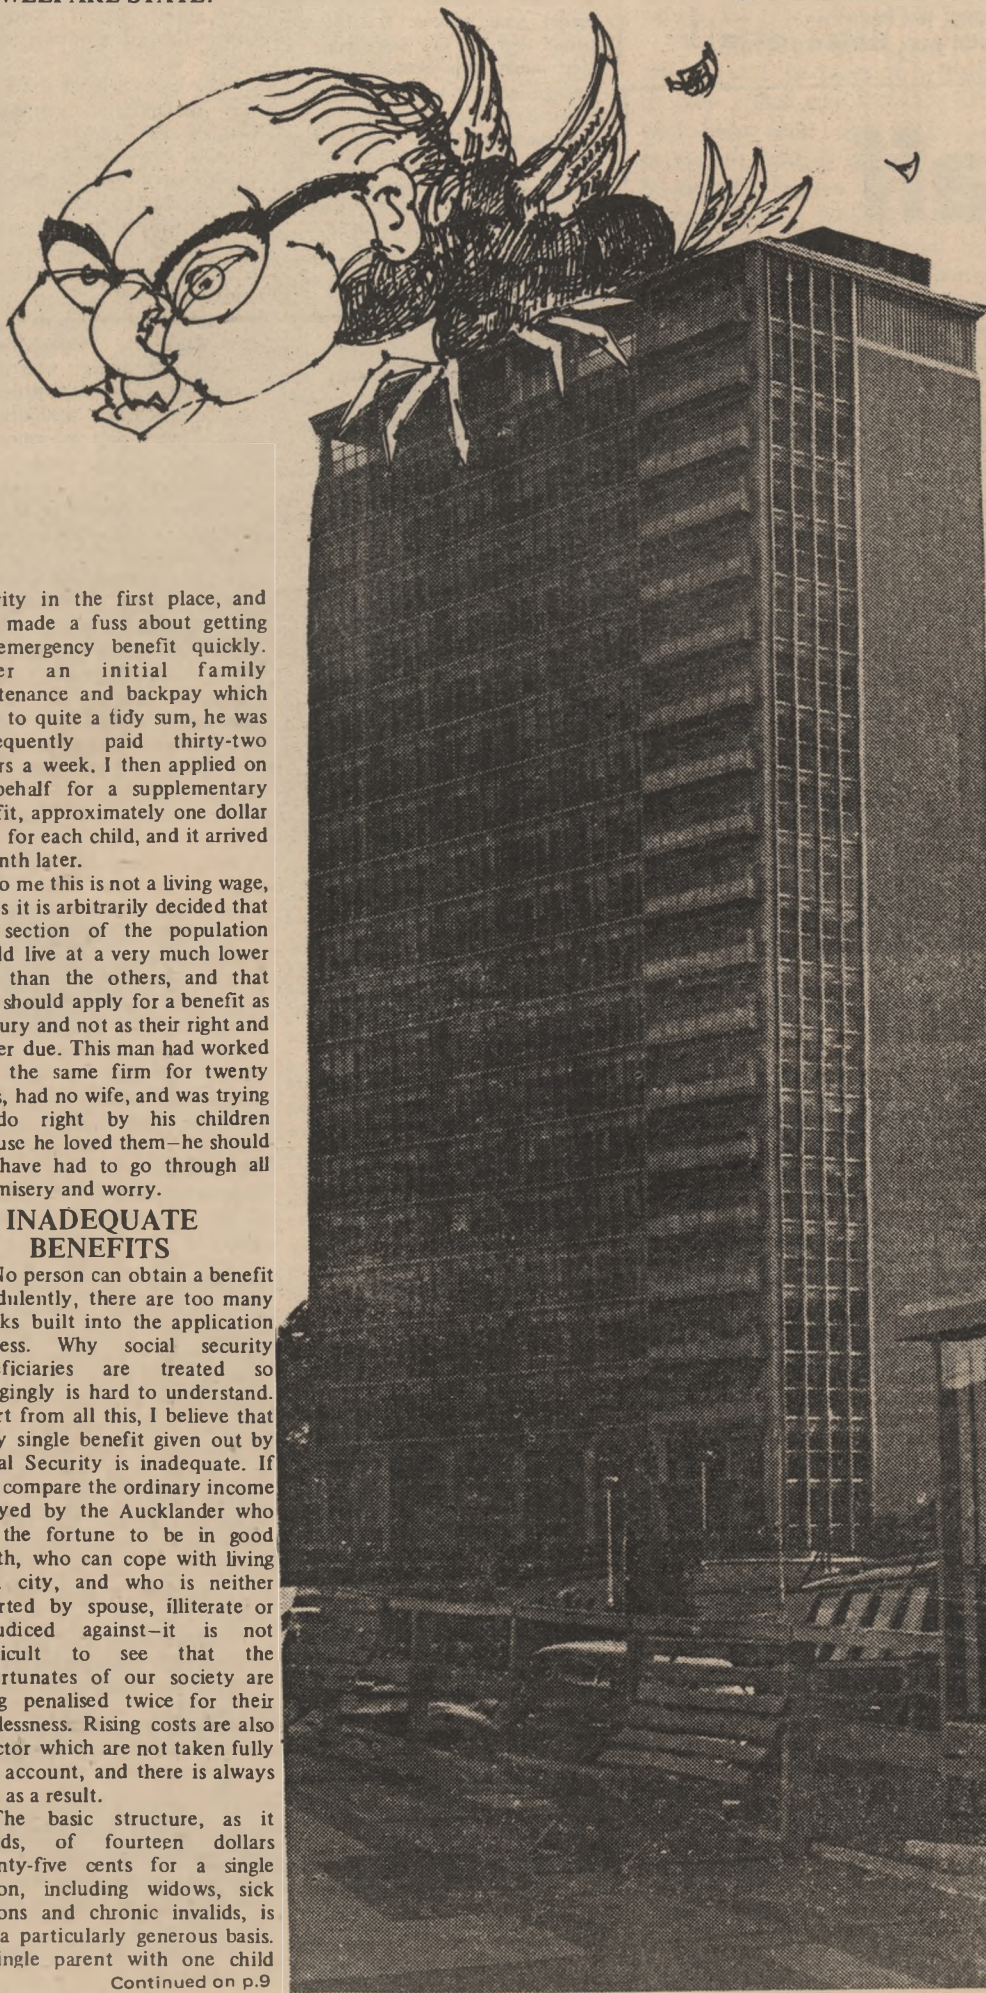 WELFARE STATE.
ity in the first place, and
made a fuss about getting
emergency benefit quickly.
er an initial family
tenance and backpay which
to quite a tidy sum, he was
equently paid thirty-two
rs a week. I then applied on
behalf for a supplementary
fit, approximately one dollar
for each child, and it arrived
nth later.
o me this is not a living wage,
s it is arbitrarily decided that
section of the population
ld live at a very much lower
than the others, and that
should apply for a benefit as
ury and not as their right and
er due. This man had worked
the same firm for twenty
s, had no wife, and was trying
do right by his children
use he loved them—he should
have had to go through all
misery and worry.
INADEQUATE
BENEFITS
No person can obtain a benefit
dulently, there are too many
ks built into the application
ess. Why social security
ficiaries are treated so
gingly is hard to understand.
rt from all this, I believe that
y single benefit given out by
al Security is inadequate. If
compare the ordinary income
yed by the Aucklander who
the fortune to be in good
th, who can cope with living
city, and who is neither
rted by spouse, illiterate or
udiced against—it is not
icult to see that the
rtunates of our society are
g penalised twice for their
lessness. Rising costs are also
ctor which are not taken fully
account, and there is always
as a result.
The basic structure, as it
ds, of fourteen dollars
nty-five cents for a single
on, including widows, sick
ons and chronic invalids, is
a particularly generous basis.
ingle parent with one child
Continued on p.9